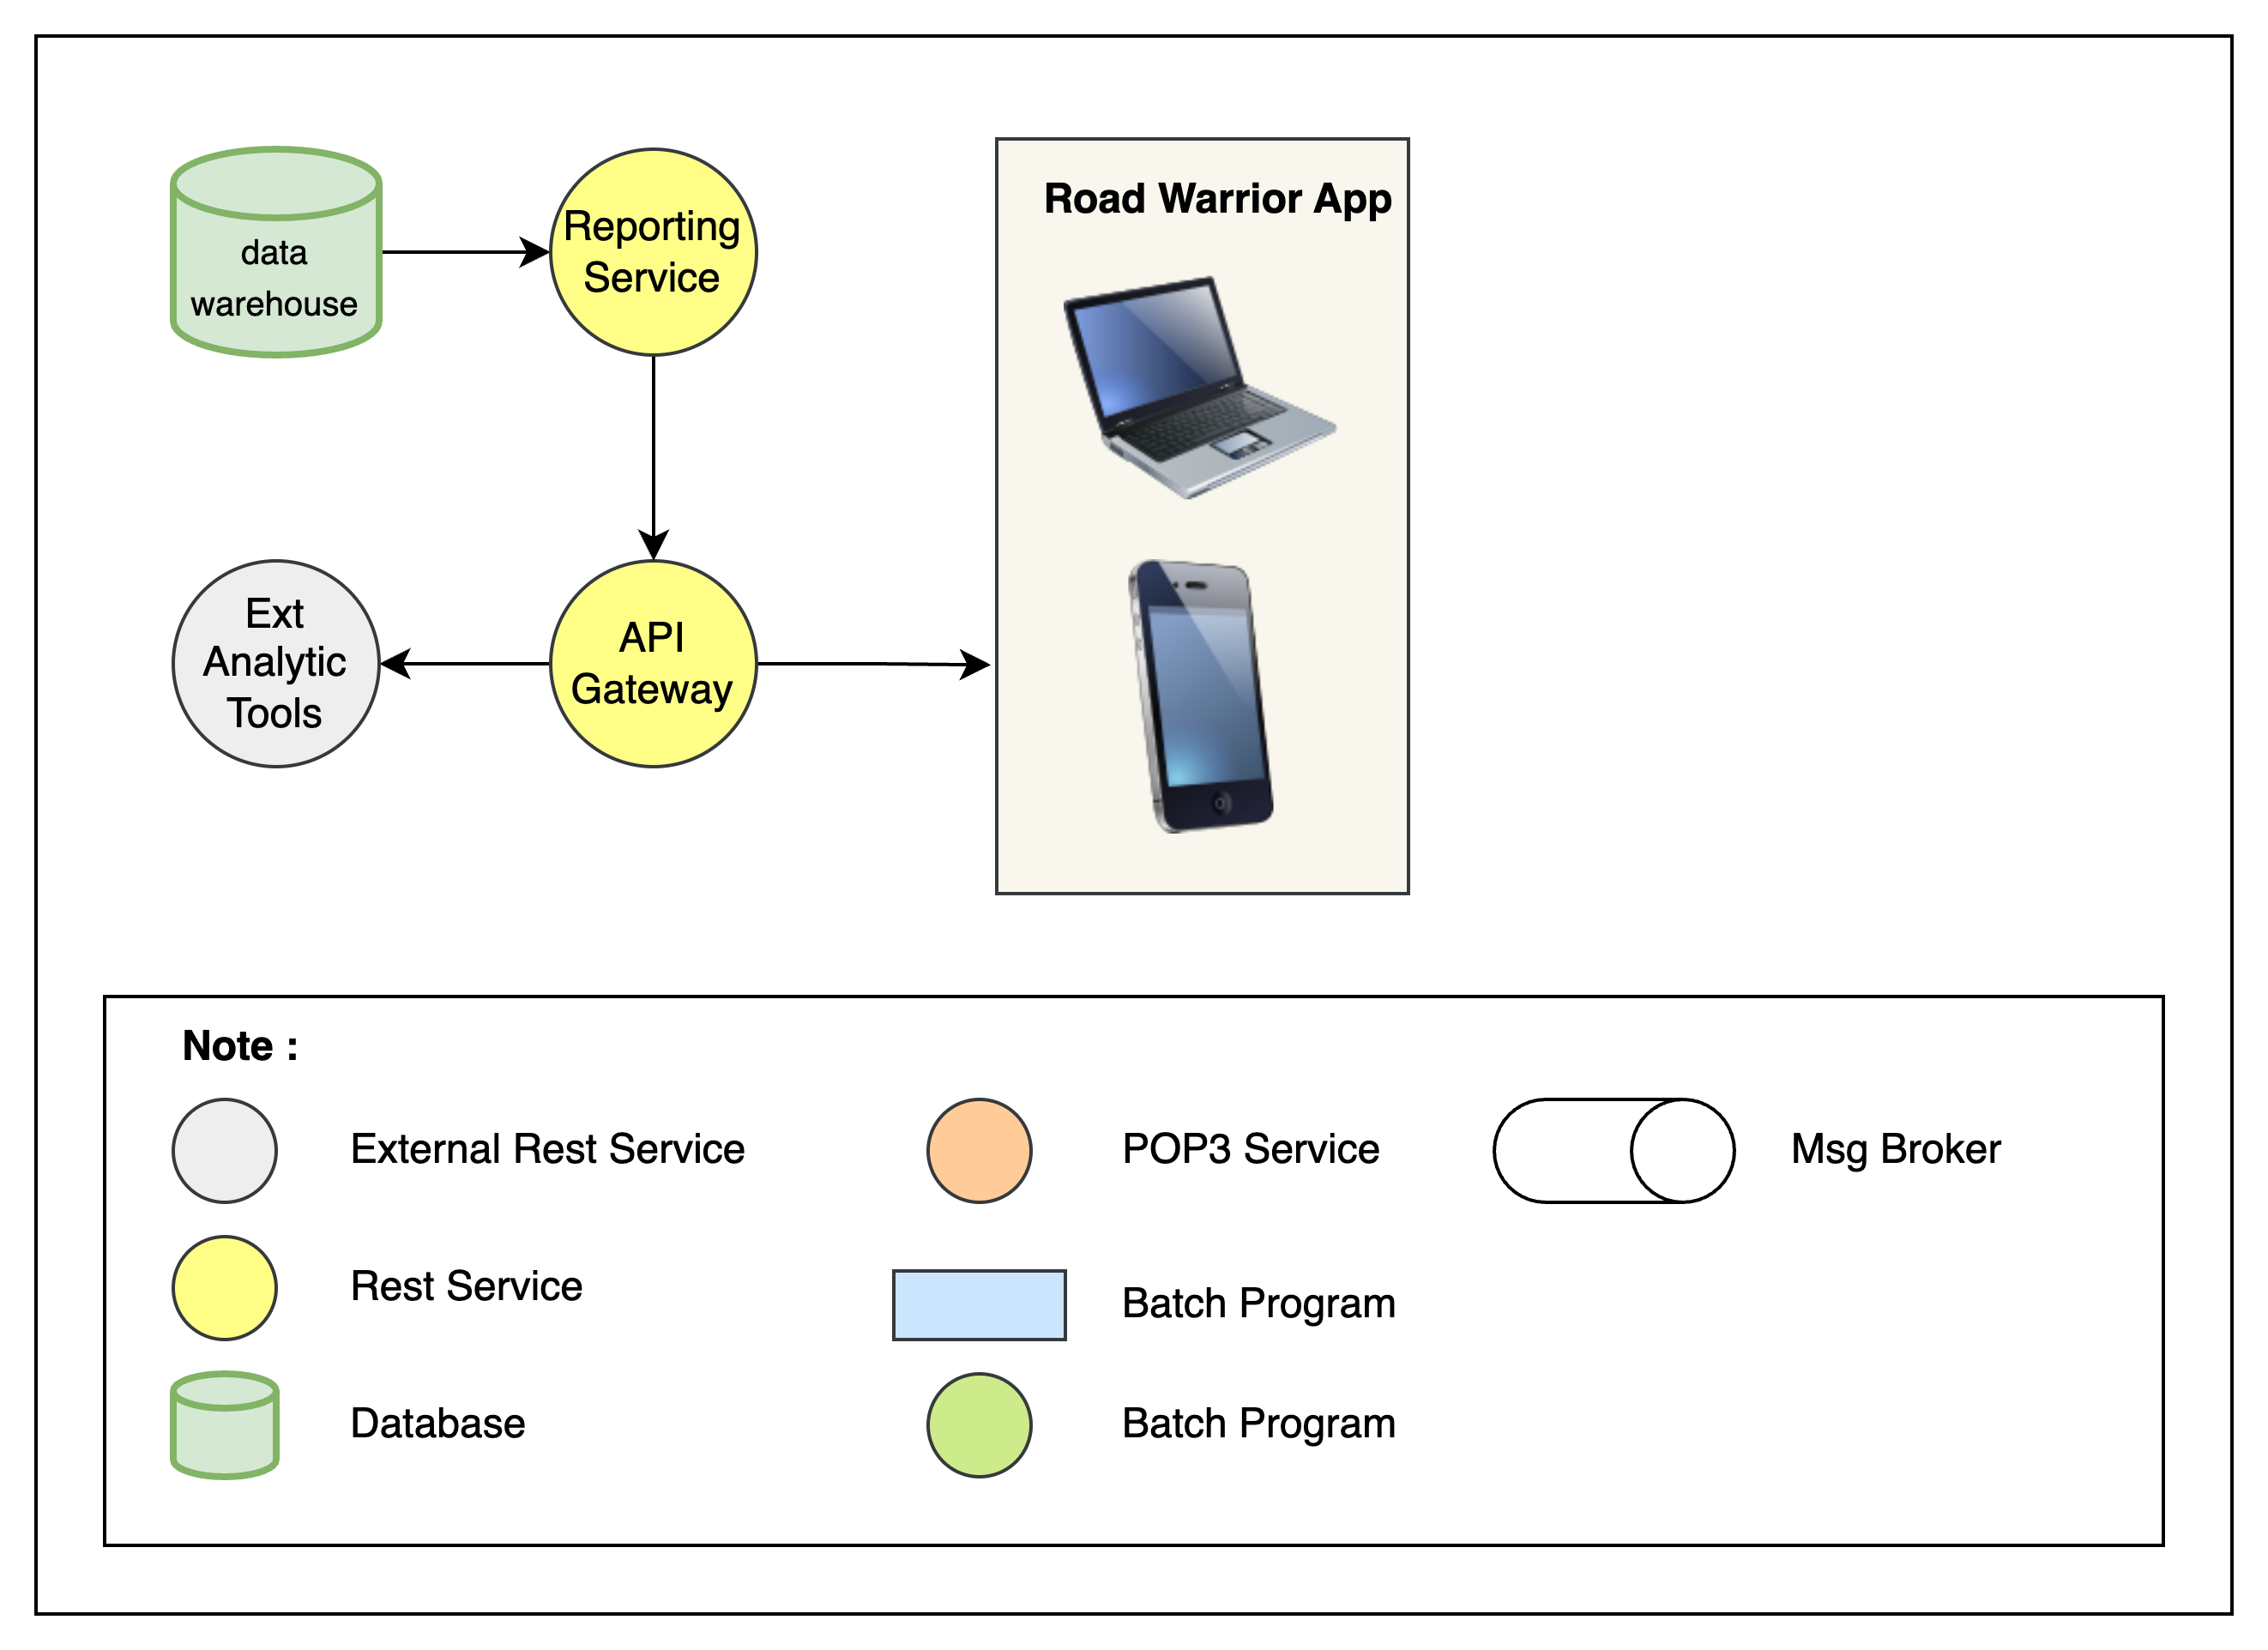 data
warehouse
Reporting
Service
Road Warrior App
Ext
Analytic
Tools
API
Gateway
Note :
External Rest Service
POP3 Service
Msg Broker
Rest Service
Batch Program
Database
Batch Program